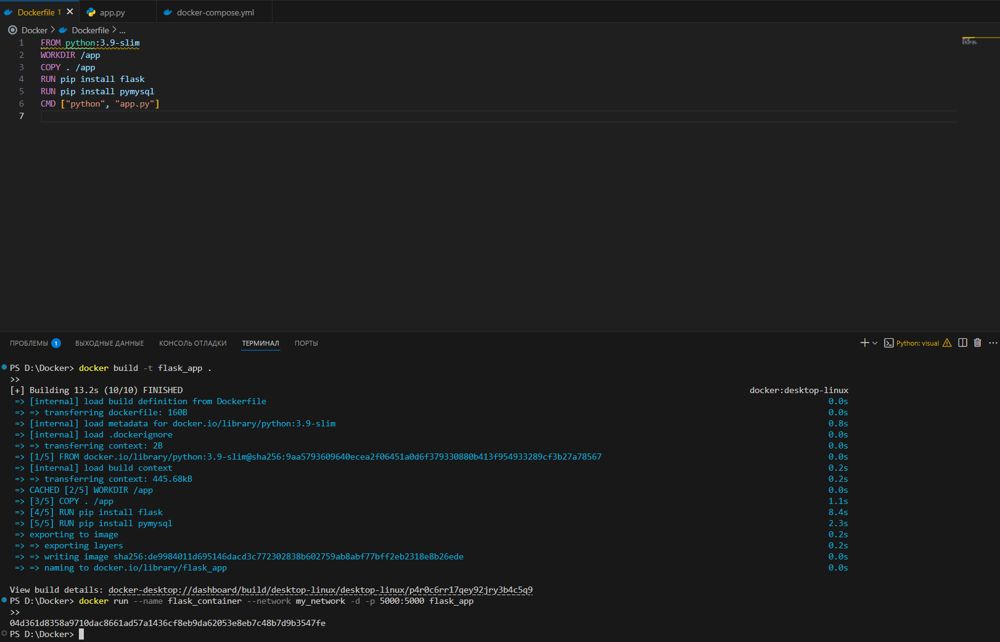 Dockerfile 1
app.py
docker-compose.yml
Docker > Dockerfile > ...
1 FROM python:3.9-slim
2 WORKDIR /app
3 COPY . /app
4 RUN pip install flask
5 RUN pip install pymysql
6 CMD ["python", "app.py"]
7
ПРОБЛЕМЫ 1 ВЫХОДНЫЕ ДАННЫЕ КОНСОЛЬ ОТЛАДКИ ТЕРМИНАЛ ПОРТЫ Python: visual
PS D:\Docker> docker build -t flask_app .
>>
[+] Building 13.2s (10/10) FINISHED docker:desktop-linux
=> [internal] load build definition from Dockerfile 0.0s
=> => transferring dockerfile: 160B 0.0s
=> [internal] load metadata for docker.io/library/python:3.9-slim 0.8s
=> [internal] load .dockerignore 0.0s
=> => transferring context: 2B 0.0s
=> [1/5] FROM docker.io/library/python:3.9-slim@sha256:9aa5793609640ecea2f06451a0d6f379330880b413f954933289cf3b27a78567 0.0s
=> [internal] load build context 0.2s
=> => transferring context: 445.68kB 0.2s
=> CACHED [2/5] WORKDIR /app 0.0s
=> [3/5] COPY . /app 1.1s
=> [4/5] RUN pip install flask 8.4s
=> [5/5] RUN pip install pymysql 2.3s
=> exporting to image 0.2s
=> => exporting layers 0.2s
=> => writing image sha256:de9984011d695146dacd3c772302838b602759ab8abf77bff2eb2318e8b26ede 0.0s
=> => naming to docker.io/library/flask_app 0.0s
View build details: docker-desktop://dashboard/build/desktop-linux/desktop-linux/p4r0c6rr17qey92jry3b4c5q9
PS D:\Docker> docker run --name flask_container --network my_network -d -p 5000:5000 flask_app
>>
04d361d8358a9710dac8661ad57a1436cf8eb9da62053e8eb7c48b7d9b3547fe
PS D:\Docker>